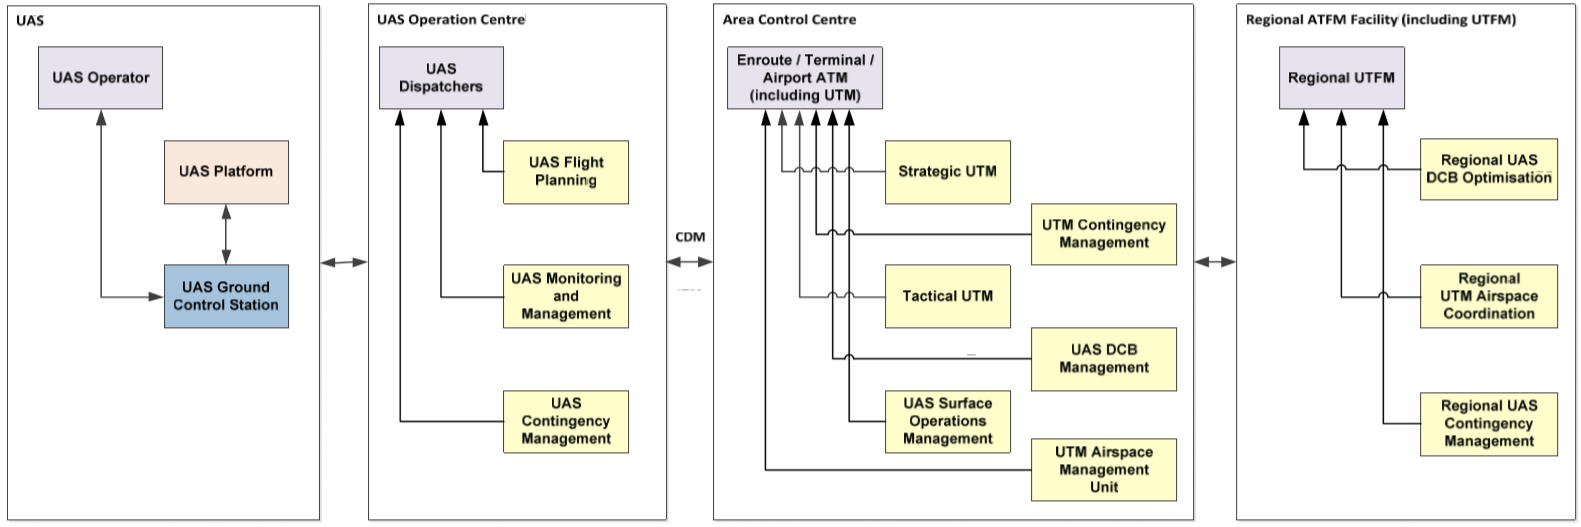 UAS
UAS Operator
UAS Platform
UAS Ground
Control Station
UAS Operation Centre
UAS
Dispatchers
UAS Flight
Planning
UAS Monitoring
and
Management
UAS
Contingency
Management
CDM
Area Control Centre
Enroute / Terminal /
Airport ATM
(including UTM)
Strategic UTM
UTM Contingency
Management
Tactical UTM
UAS DCB
Management
UAS Surface
Operations
Management
UTM Airspace
Management
Unit
Regional ATFM Facility (including UTFM)
Regional UTFM
Regional UAS
DCB Optimisation
Regional
UTM Airspace
Coordination
Regional UAS
Contingency
Management